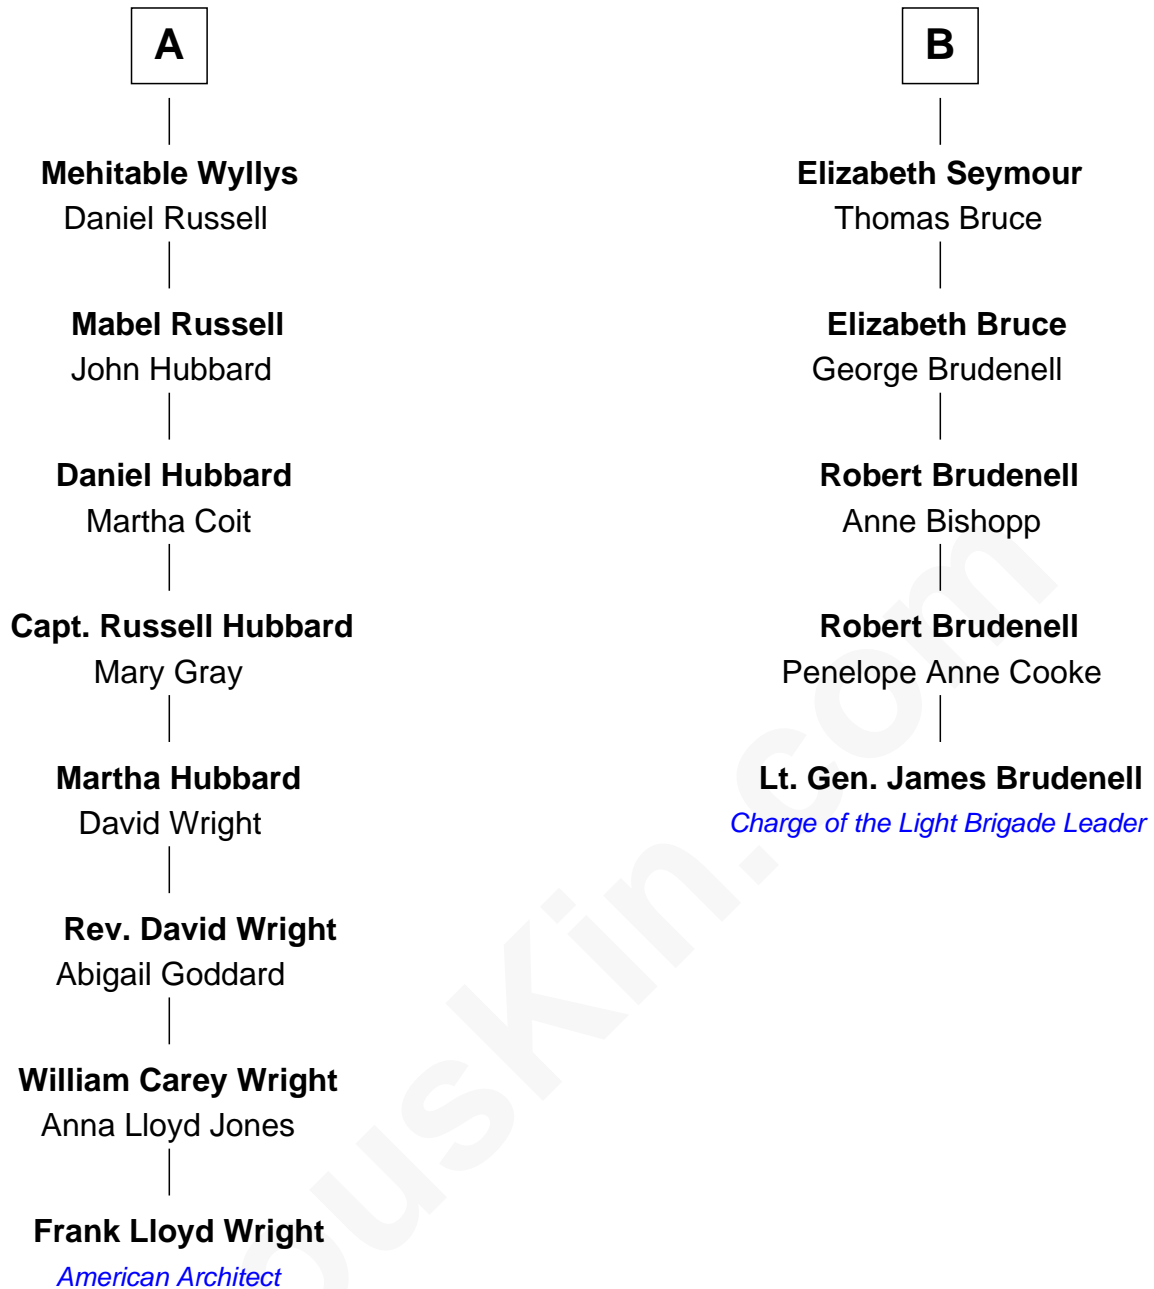 A
Mehitable Wyllys
Daniel Russell
Mabel Russell
John Hubbard
Daniel Hubbard
Martha Coit
Capt. Russell Hubbard
Mary Gray
Martha Hubbard
David Wright
Rev. David Wright
Abigail Goddard
William Carey Wright
Anna Lloyd Jones
Frank Lloyd Wright
American Architect
B
Elizabeth Seymour
Thomas Bruce
Elizabeth Bruce
George Brudenell
Robert Brudenell
Anne Bishopp
Robert Brudenell
Penelope Anne Cooke
Lt. Gen. James Brudenell
Charge of the Light Brigade Leader
ousKin.com